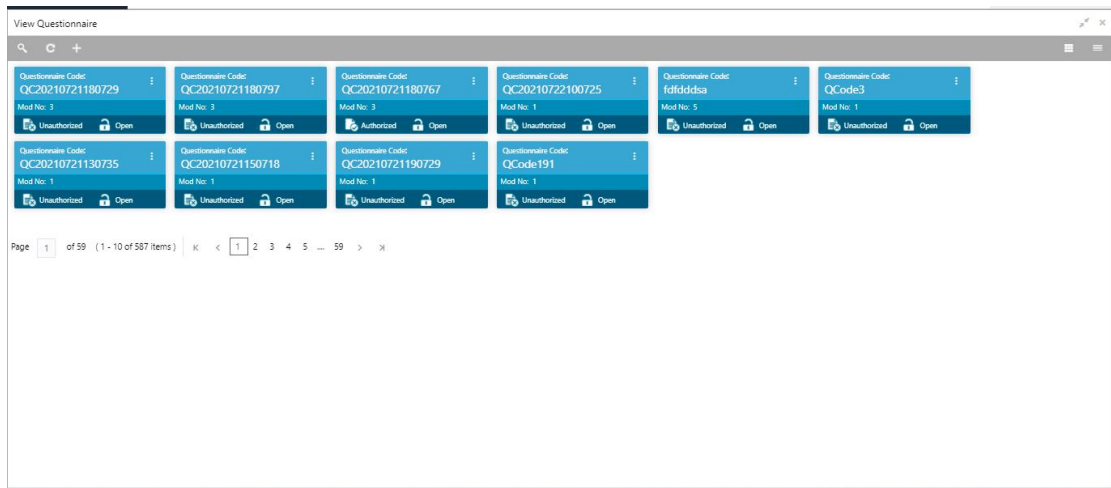 View Questionnaire
Questionnaire Code:
QC20210721180729
Mod No: 3
Unauthorized Open
Questionnaire Code:
QC20210721180797
Mod No: 3
Unauthorized Open
Questionnaire Code:
QC20210721180767
Mod No: 3
Authorized Open
Questionnaire Code:
QC20210722100725
Mod No: 1
Unauthorized Open
Questionnaire Code:
fdfdddsa
Mod No: 5
Unauthorized Open
Questionnaire Code:
QCode3
Mod No: 1
Unauthorized Open
Questionnaire Code:
QC20210721130735
Mod No: 1
Unauthorized Open
Questionnaire Code:
QC20210721150718
Mod No: 1
Unauthorized Open
Questionnaire Code:
QC20210721190729
Mod No: 1
Unauthorized Open
Questionnaire Code:
QCode191
Mod No: 1
Unauthorized Open
Page 1 of 59 (1 - 10 of 587 items) 1 2 3 4 5 ... 59